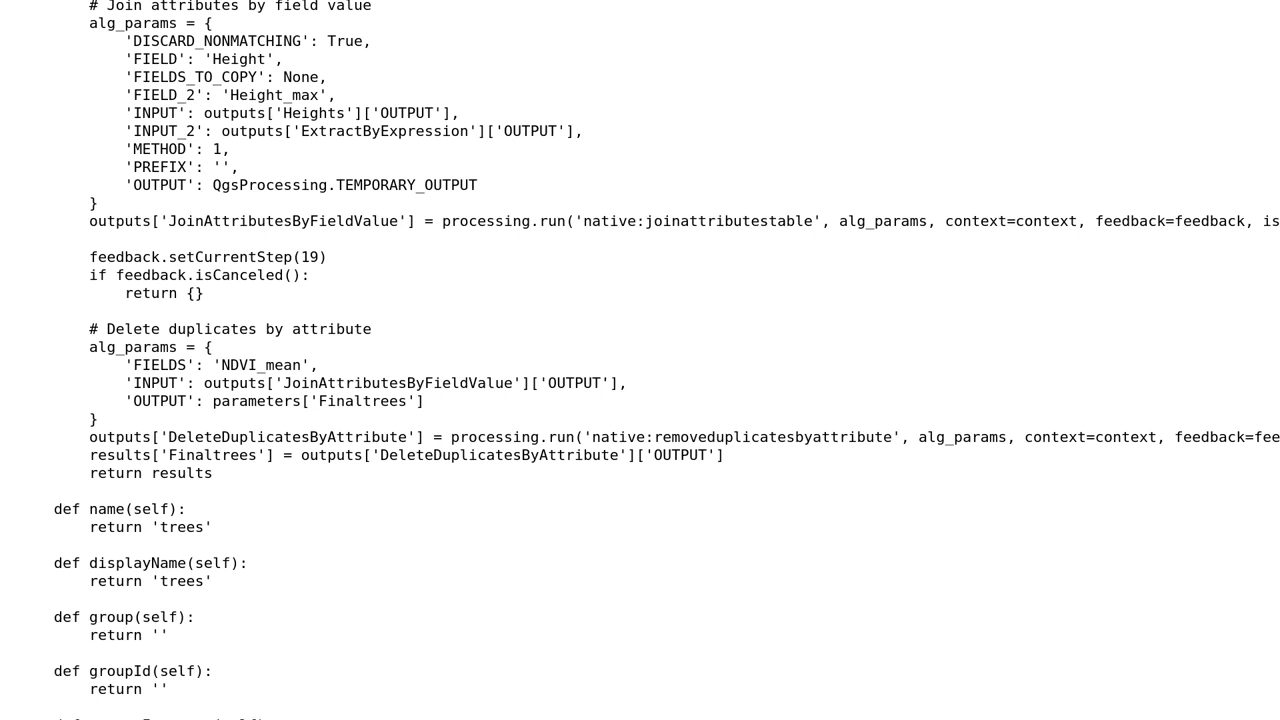 # Join attributes by field value
alg_params = {
'DISCARD_NONMATCHING': True,
'FIELD': 'Height',
'FIELDS_TO_COPY': None,
'FIELD_2': 'Height_max',
'INPUT': outputs['Heights']['OUTPUT'],
'INPUT_2': outputs['ExtractByExpression']['OUTPUT'],
'METHOD': 1,
'PREFIX': '',
'OUTPUT': QgsProcessing.TEMPORARY_OUTPUT
}
outputs['JoinAttributesByFieldValue'] = processing.run('native:joinattributestable', alg_params, context=context, feedback=feedback, is
feedback.setCurrentStep(19)
if feedback.isCanceled():
return {}
# Delete duplicates by attribute
alg_params = {
'FIELDS': 'NDVI_mean',
'INPUT': outputs['JoinAttributesByFieldValue']['OUTPUT'],
'OUTPUT': parameters['Finaltrees']
}
outputs['DeleteDuplicatesByAttribute'] = processing.run('native:removeduplicatesbyattribute', alg_params, context=context, feedback=fee
results['Finaltrees'] = outputs['DeleteDuplicatesByAttribute']['OUTPUT']
return results
def name(self):
return 'trees'
def displayName(self):
return 'trees'
def group(self):
return ''
def groupId(self):
return ''